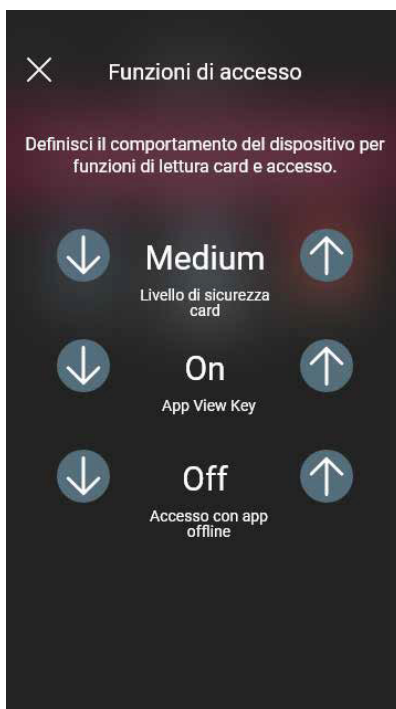 Funzioni di accesso
Definisci il comportamento del dispositivo per
funzioni di lettura card e accesso.
Medium
Livello di sicurezza
card
On
App View Key
Off
Accesso con app
offline